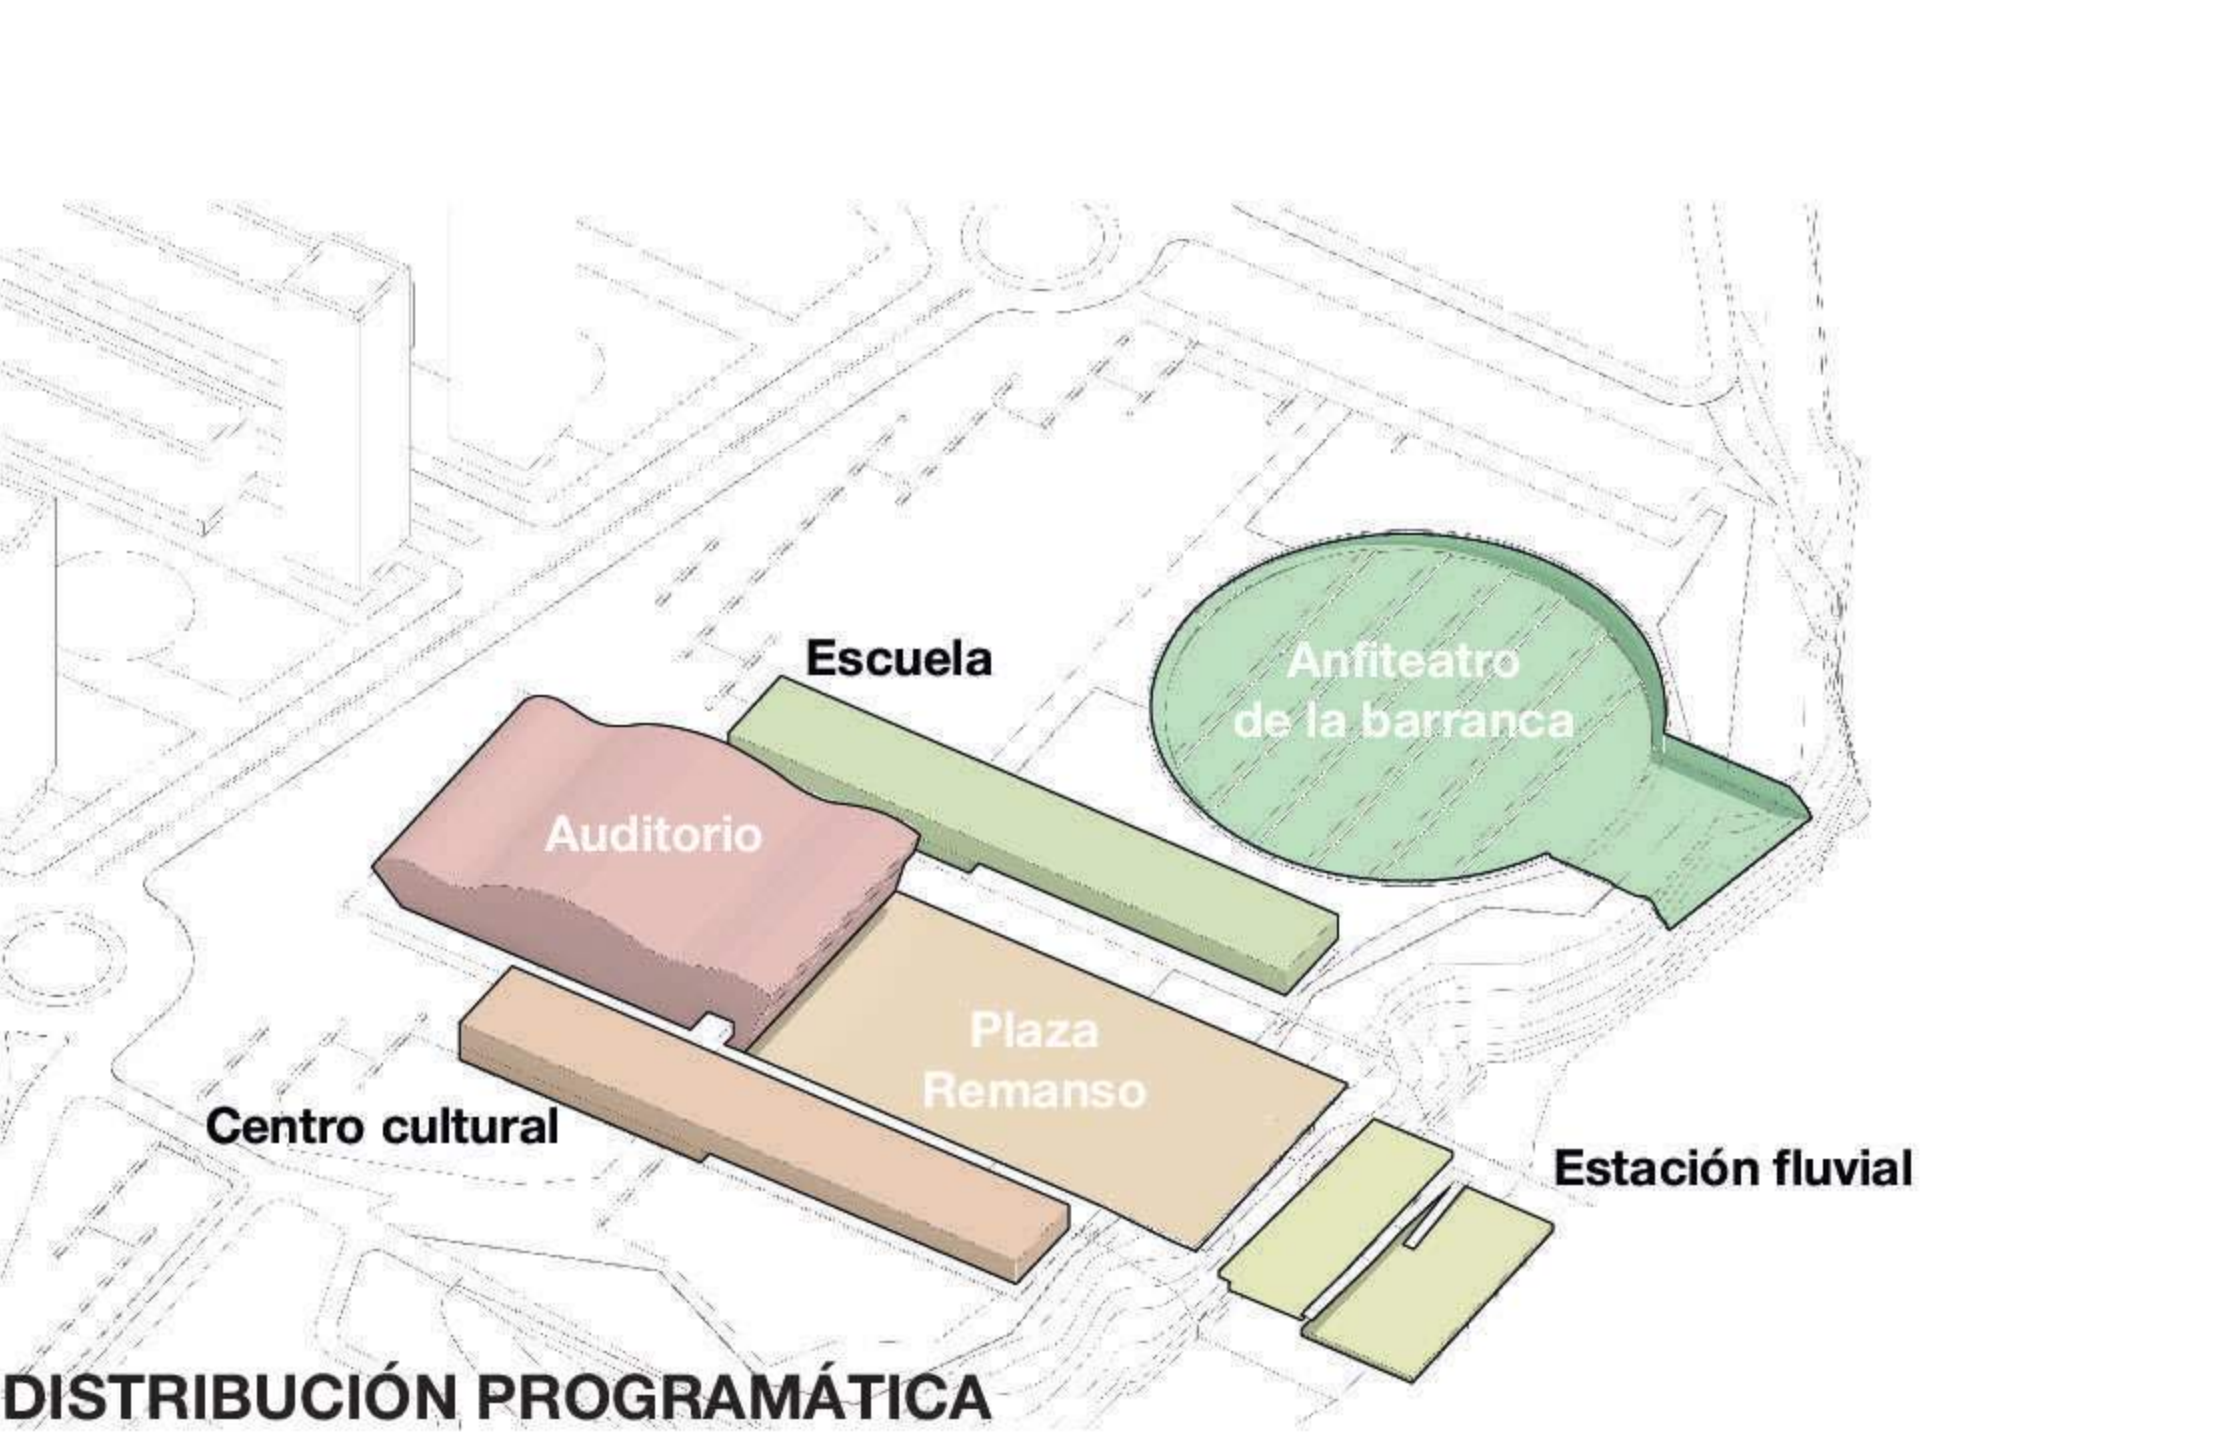 Escuela
Anfiteatro
de la barranca
Auditorio
Plaza
Remanso
Centro cultural
Estación fluvial
DISTRIBUCIÓN PROGRAMÁTICA